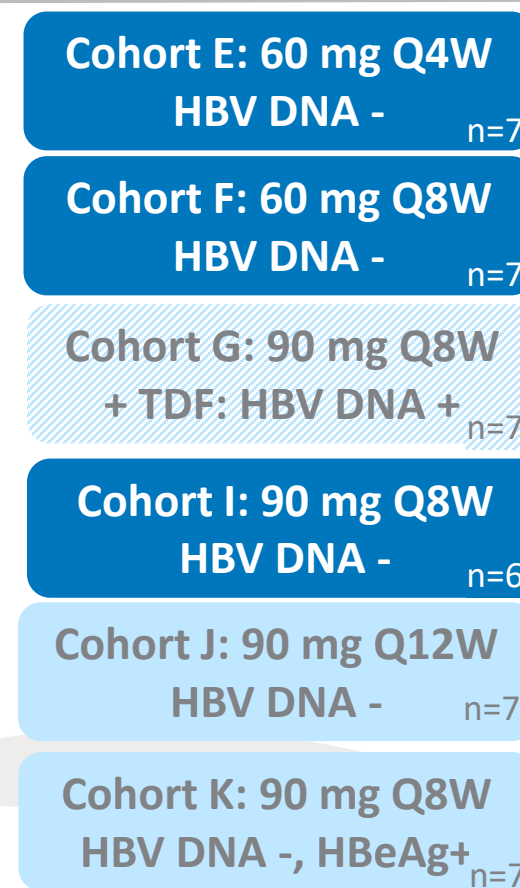 Cohort E: 60 mg Q4W
HBV DNA -
n=7
Cohort F: 60 mg Q8W
HBV DNA -
n=7
Cohort G: 90 mg Q8W
+ TDF: HBV DNA +
n=7
Cohort I: 90 mg Q8W
HBV DNA -
n=6
Cohort J: 90 mg Q12W
HBV DNA -
n=7
Cohort K: 90 mg Q8W
HBV DNA -, HBeAg+
n=7